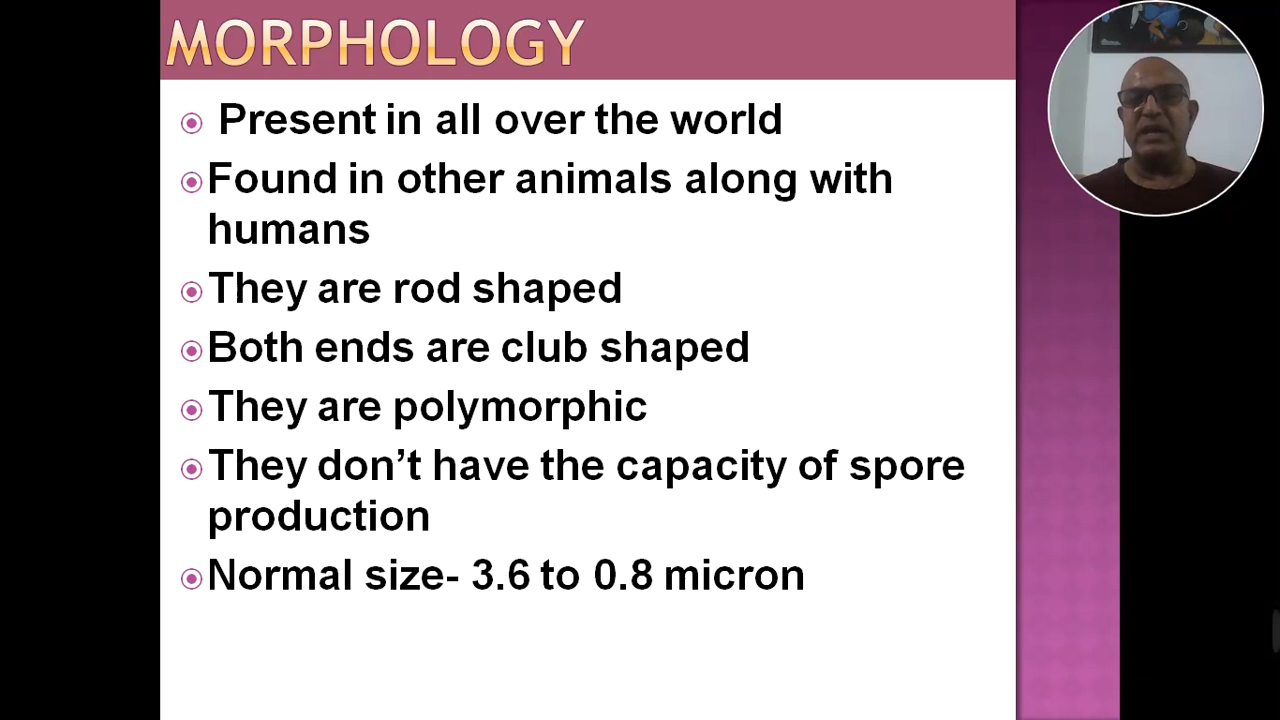 MORPHOLOGY
Present in all over the world
Found in other animals along with
humans
They are rod shaped
Both ends are club shaped
They are polymorphic
They don’t have the capacity of spore
production
Normal size- 3.6 to 0.8 micron